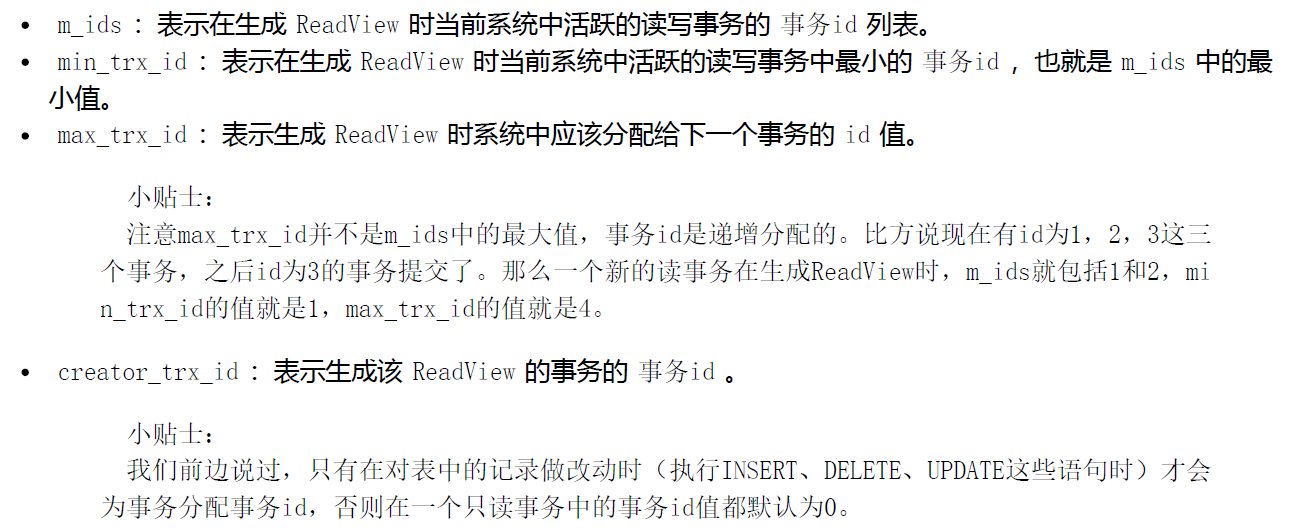 • m_ids ：表示在生成 ReadView 时当前系统中活跃的读写事务的 事务id 列表。
• min_trx_id ：表示在生成 ReadView 时当前系统中活跃的读写事务中最小的 事务id ，也就是 m_ids 中的最
小值。
• max_trx_id ：表示生成 ReadView 时系统中应该分配给下一个事务的 id 值。
小贴士：
注意max_trx_id并不是m_ids中的最大值，事务id是递增分配的。比方说现在有id为1，2，3这三
个事务，之后id为3的事务提交了。那么一个新的读事务在生成ReadView时，m_ids就包括1和2，mi
n_trx_id的值就是1，max_trx_id的值就是4。
• creator_trx_id ：表示生成该 ReadView 的事务的 事务id 。
小贴士：
我们前边说过，只有在对表中的记录做改动时（执行INSERT、DELETE、UPDATE这些语句时）才会
为事务分配事务id，否则在一个只读事务中的事务id值都默认为0。